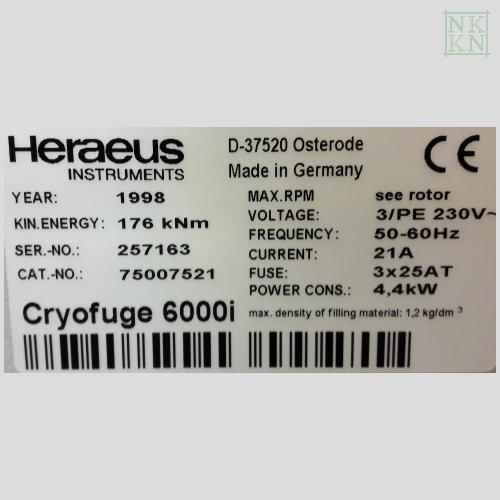 NK
KN
Heraeus
INSTRUMENTS
D-37520 Osterode
Made in Germany
CE
YEAR: 1998
KIN.ENERGY: 176 kNm
SER.-NO.: 257163
CAT.-NO.: 75007521
MAX.RPM see rotor
VOLTAGE: 3/PE 230V~
FREQUENCY: 50-60Hz
CURRENT: 21A
FUSE: 3x25AT
POWER CONS.: 4,4kW
Cryofuge 6000i
max. density of filling material: 1,2 kg/dm ³